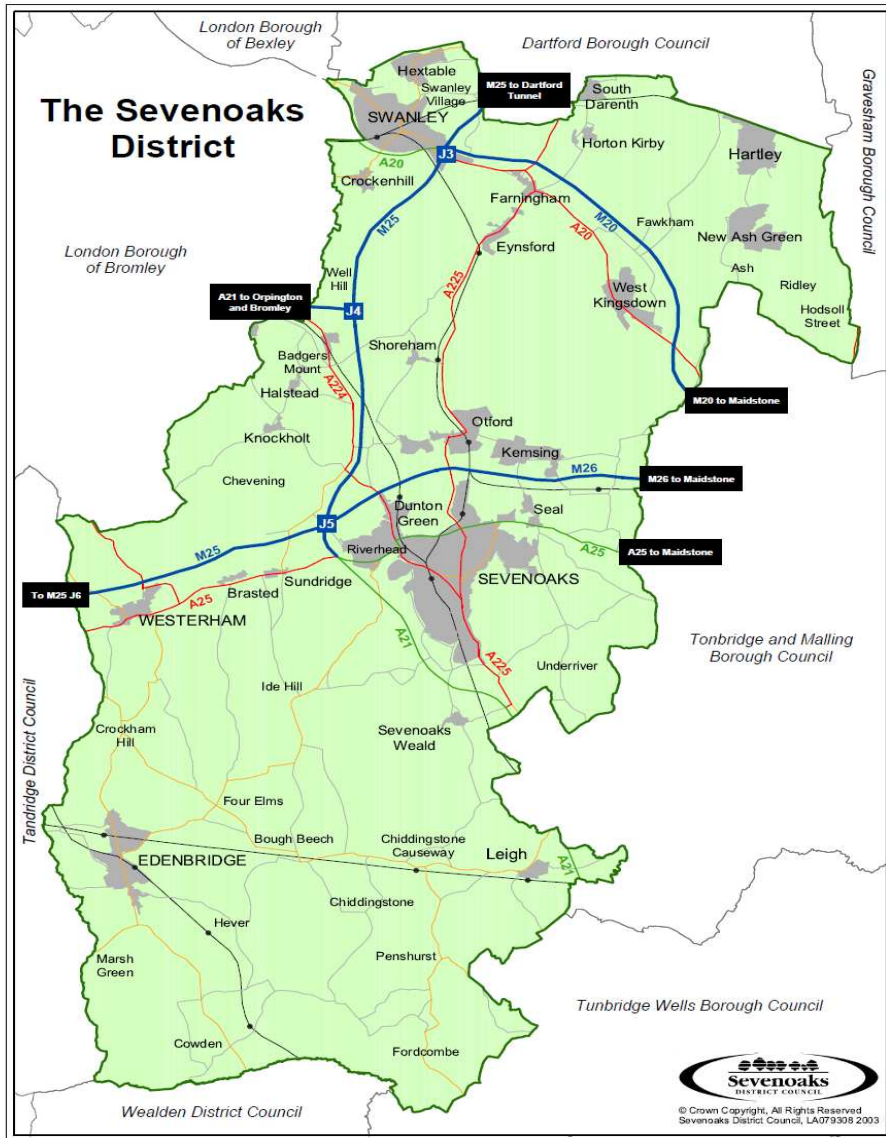 London Borough
of Bexley
Dartford Borough Council
Gravesham Borough Council
The Sevenoaks
District
Hextable
Swanley
Village
M25 to Dartford
Tunnel
South
Darenth
SWANLEY
Horton Kirby
Hartley
J3
A20
Crockenhill
Farningham
M20
Fawkham
M25
A20
New Ash Green
Eynsford
London Borough
of Bromley
Well
Hill
A225
Ash
Ridley
West
Kingsdown
Hodsoll
Street
A21 to Orpington
and Bromley
J4
Shoreham
Badgers
Mount
A224
Halstead
M20 to Maidstone
Otford
Knockholt
Kemsing
M26
M26 to Maidstone
Chevening
Dunton
Green
Seal
J5
M25
Riverhead
A25
A25 to Maidstone
SEVENOAKS
Sundridge
Brasted
To M25 J6
A25
WESTERHAM
A21
Tonbridge and Malling
Borough Council
A225
Underriver
Ide Hill
Sevenoaks
Weald
Crockham
Hill
Tandridge District Council
Four Elms
Bough Beech
Chiddingstone
Causeway
Leigh
A21
EDENBRIDGE
Chiddingstone
Hever
Marsh
Green
Penshurst
Tunbridge Wells Borough Council
Cowden
Fordcombe
Wealden District Council
Sevenoaks
DISTRICT COUNCIL
© Crown Copyright, All Rights Reserved
Sevenoaks District Council, LA079308 2003